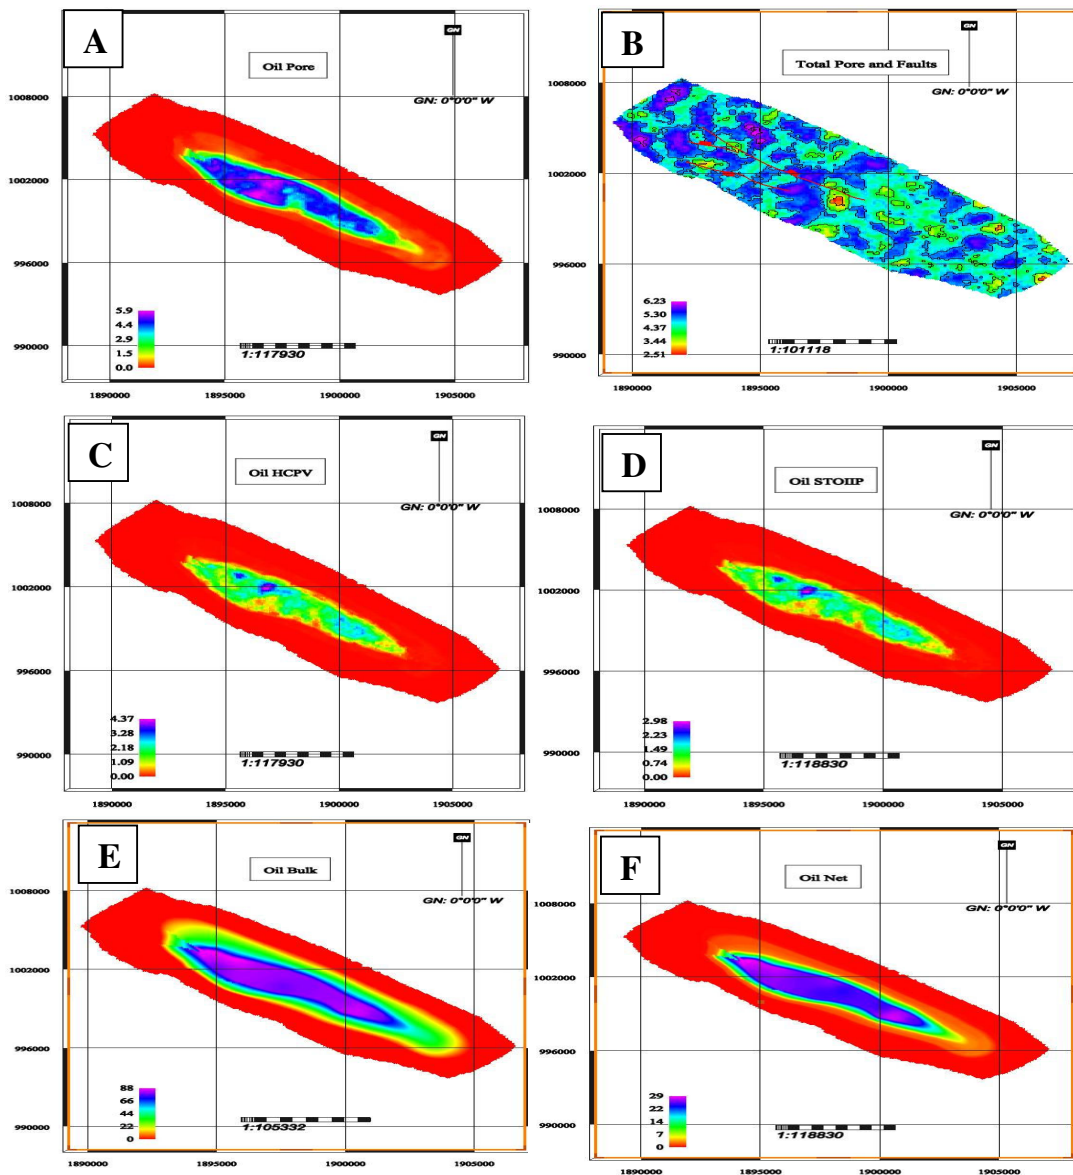 A
GN
Oil Pore
GN: 0°0'0" W
1008000
1002000
996000
990000
5.9
4.4
2.9
1.5
0.0
1:117930
1890000 1895000 1900000 1905000
B
GN
Total Pore and Faults
GN: 0°0'0" W
1008000
1002000
996000
990000
6.23
5.30
4.37
3.44
2.51
1:101118
1890000 1895000 1900000 1905000
C
GN
Oil HCPV
GN: 0°0'0" W
1008000
1002000
996000
990000
4.37
3.28
2.18
1.09
0.00
1:117930
1890000 1895000 1900000 1905000
D
GN
Oil STOIIP
GN: 0°0'0" W
1008000
1002000
996000
990000
2.98
2.23
1.49
0.74
0.00
1:118830
1890000 1895000 1900000 1905000
E
GN
Oil Bulk
GN: 0°0'0" W
1008000
1002000
996000
990000
88
66
44
22
0
1:105332
1890000 1895000 1900000 1905000
F
GN
Oil Net
GN: 0°0'0" W
1008000
1002000
996000
990000
29
22
14
7
0
1:118830
1890000 1895000 1900000 1905000